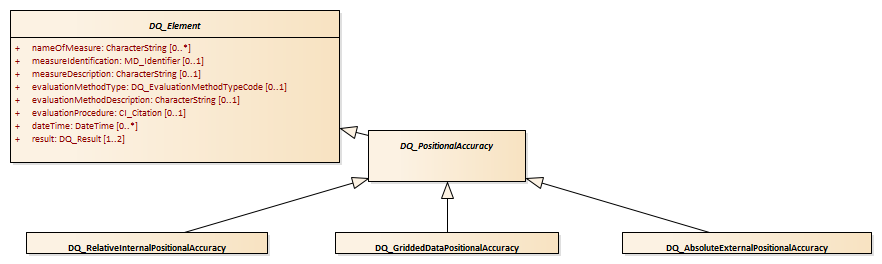 DQ_Element
+ nameOfMeasure: CharacterString [0..*]
+ measureIdentification: MD_Identifier [0..1]
+ measureDescription: CharacterString [0..1]
+ evaluationMethodType: DQ_EvaluationMethodTypeCode [0..1]
+ evaluationMethodDescription: CharacterString [0..1]
+ evaluationProcedure: CI_Citation [0..1]
+ dateTime: DateTime [0..*]
+ result: DQ_Result [1..2]
DQ_PositionalAccuracy
DQ_RelativeInternalPositionalAccuracy
DQ_GriddedDataPositionalAccuracy
DQ_AbsoluteExternalPositionalAccuracy